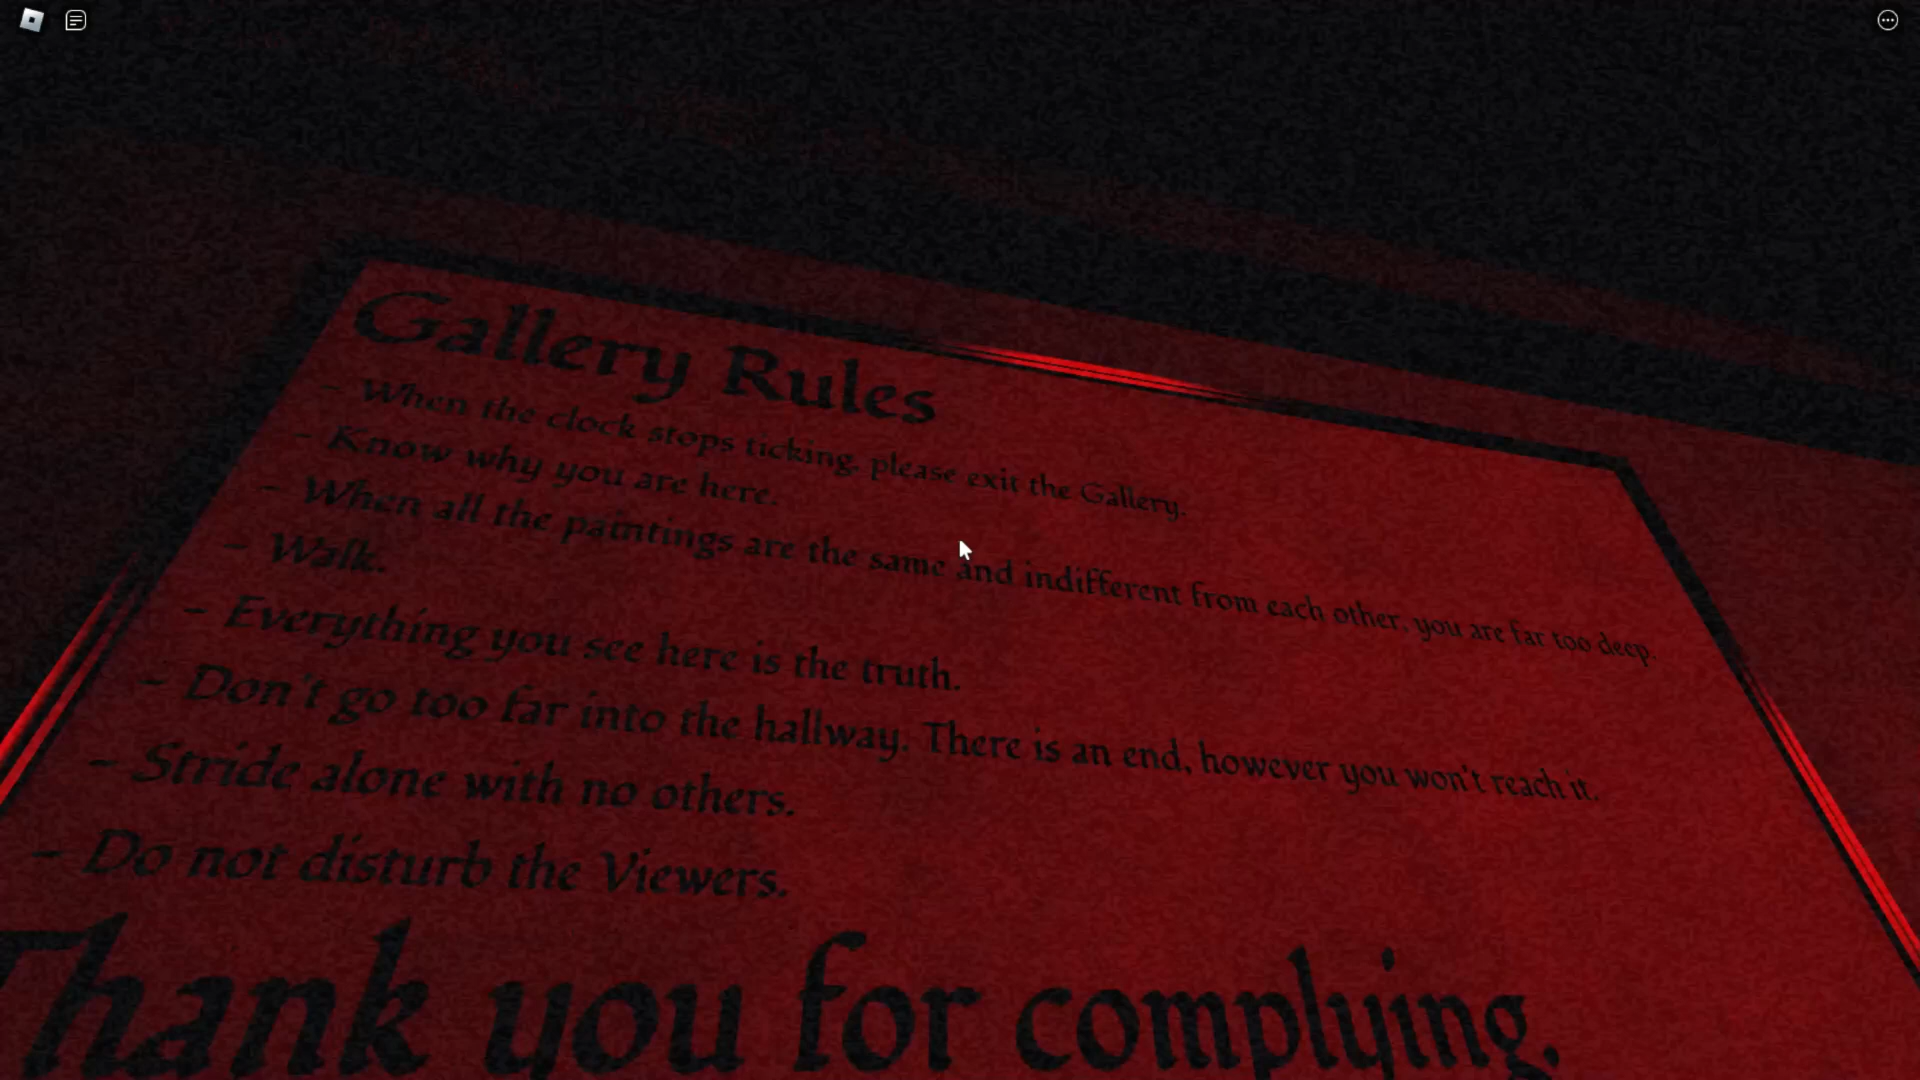 Gallery Rules
- When the clock stops ticking, please exit the Gallery.
- Know why you are here.
- When all the paintings are the same and indifferent from each other, you are far too deep.
- Walk.
- Everything you see here is the truth.
- Don't go too far into the hallway. There is an end, however you won't reach it.
- Stride alone with no others.
- Do not disturb the Viewers.
Thank you for complying.